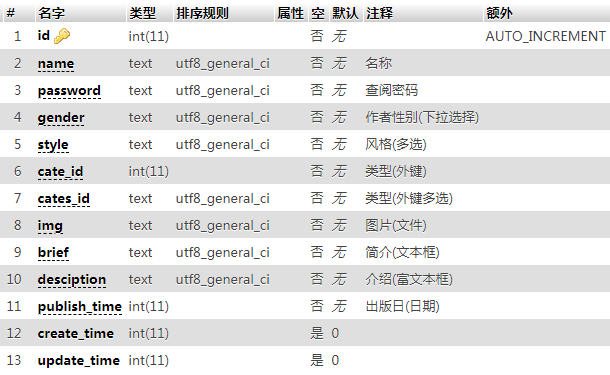 # 名字 类型 排序规则 属性 空 默认 注释 额外
1 id int(11) 否 无 AUTO_INCREMENT
2 name text utf8_general_ci 否 无 名称
3 password text utf8_general_ci 否 无 查阅密码
4 gender text utf8_general_ci 否 无 作者性别(下拉选择)
5 style text utf8_general_ci 否 无 风格(多选)
6 cate_id int(11) 否 无 类型(外键)
7 cates_id text utf8_general_ci 否 无 类型(外键多选)
8 img text utf8_general_ci 否 无 图片(文件)
9 brief text utf8_general_ci 否 无 简介(文本框)
10 desciption text utf8_general_ci 否 无 介绍(富文本框)
11 publish_time int(11) 否 无 出版日(日期)
12 create_time int(11) 是 0
13 update_time int(11) 是 0